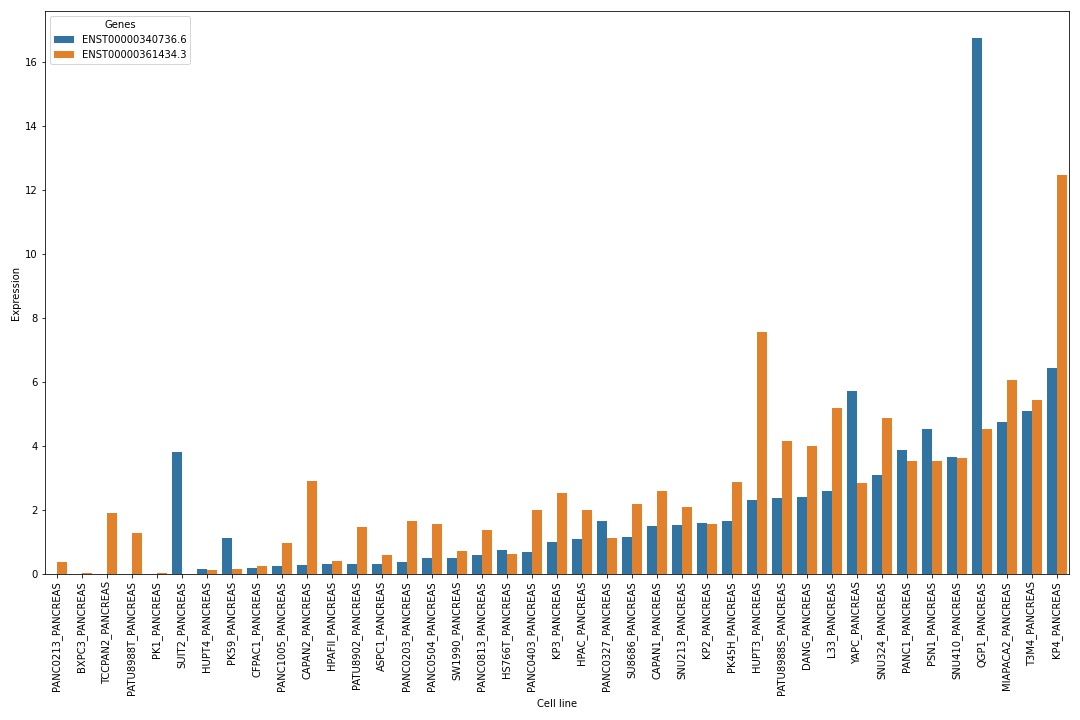 Genes
ENST00000340736.6
ENST00000361434.3
Expression
16
14
12
10
8
6
4
2
0
PANC0213_PANCREAS
BXPC3_PANCREAS
TCCPAN2_PANCREAS
PATU8988T_PANCREAS
PK1_PANCREAS
SUIT2_PANCREAS
HUPT4_PANCREAS
PK59_PANCREAS
CFPAC1_PANCREAS
PANC1005_PANCREAS
CAPAN2_PANCREAS
HPAFII_PANCREAS
PATU8902_PANCREAS
ASPC1_PANCREAS
PANC0203_PANCREAS
PANC0504_PANCREAS
SW1990_PANCREAS
PANC0813_PANCREAS
HS766T_PANCREAS
PANC0403_PANCREAS
KP3_PANCREAS
HPAC_PANCREAS
PANC0327_PANCREAS
SU8686_PANCREAS
CAPAN1_PANCREAS
SNU213_PANCREAS
KP2_PANCREAS
PK45H_PANCREAS
HUPT3_PANCREAS
PATU8988S_PANCREAS
DANG_PANCREAS
L33_PANCREAS
YAPC_PANCREAS
SNU324_PANCREAS
PANC1_PANCREAS
PSN1_PANCREAS
SNU410_PANCREAS
QGP1_PANCREAS
MIAPACA2_PANCREAS
T3M4_PANCREAS
KP4_PANCREAS
Cell line